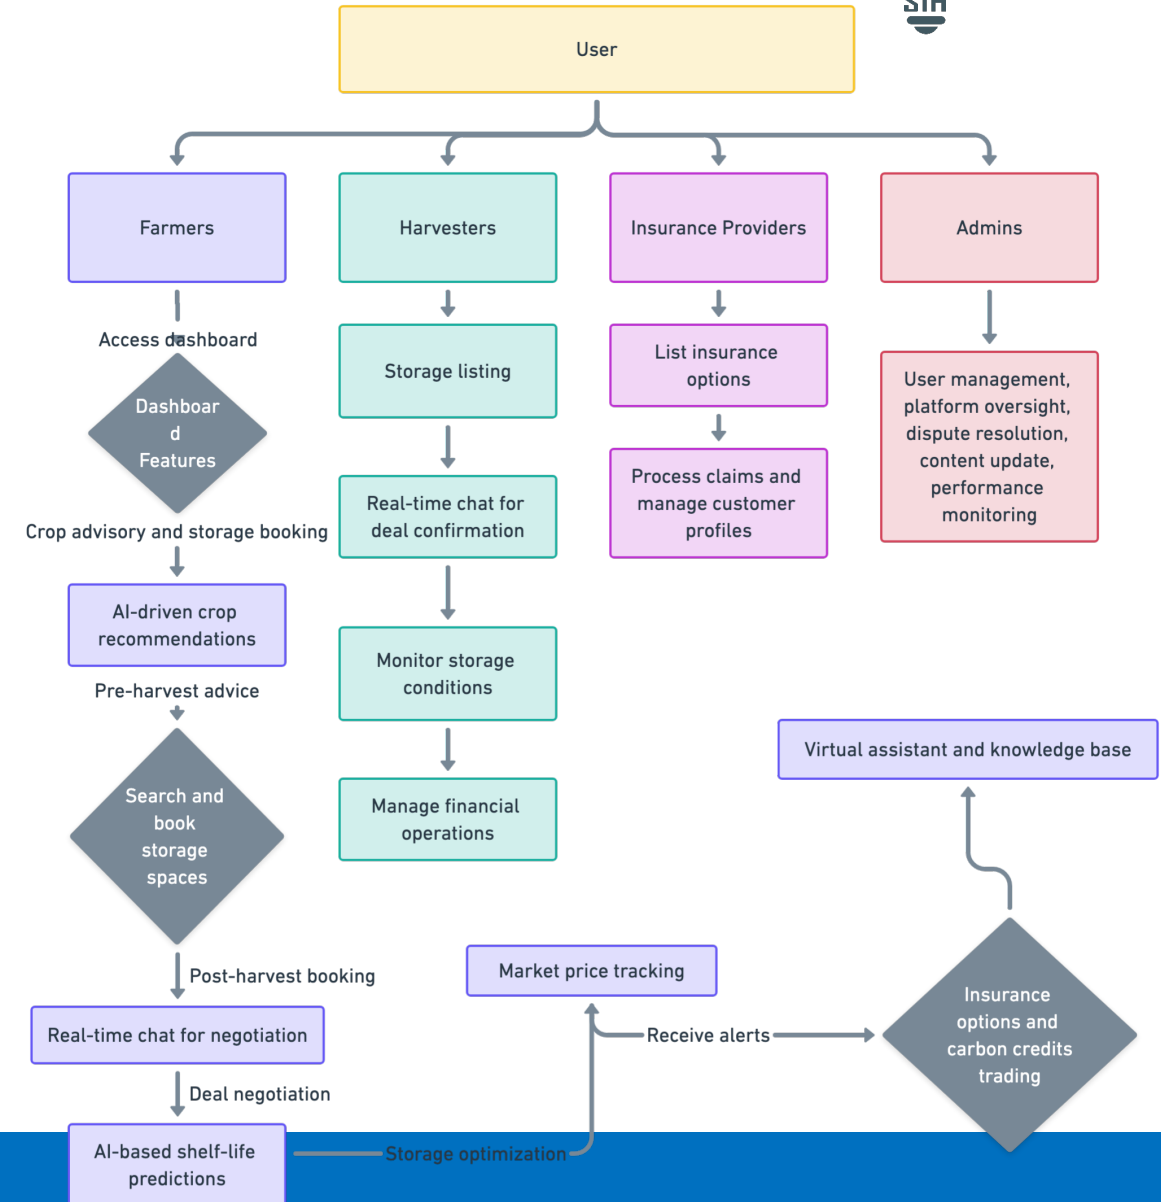 SIH
User
Farmers
Harvesters
Insurance Providers
Admins
Access dashboard
Dashboar
d
Features
Crop advisory and storage booking
AI-driven crop
recommendations
Pre-harvest advice
Search and
book
storage
spaces
Post-harvest booking
Real-time chat for negotiation
Deal negotiation
AI-based shelf-life
predictions
Storage optimization
Market price tracking
Receive alerts
Insurance
options and
carbon credits
trading
Virtual assistant and knowledge base
Storage listing
Real-time chat for
deal confirmation
Monitor storage
conditions
Manage financial
operations
List insurance
options
Process claims and
manage customer
profiles
User management,
platform oversight,
dispute resolution,
content update,
performance
monitoring